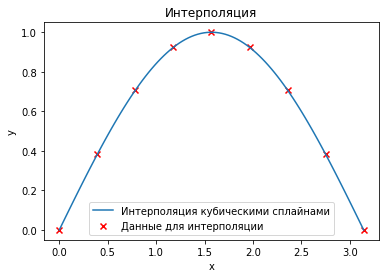 Интерполяция
1.0
0.8
0.6
0.4
0.2
0.0
y
Интерполяция кубическими сплайнами
Данные для интерполяции
0.0 0.5 1.0 1.5 2.0 2.5 3.0
x